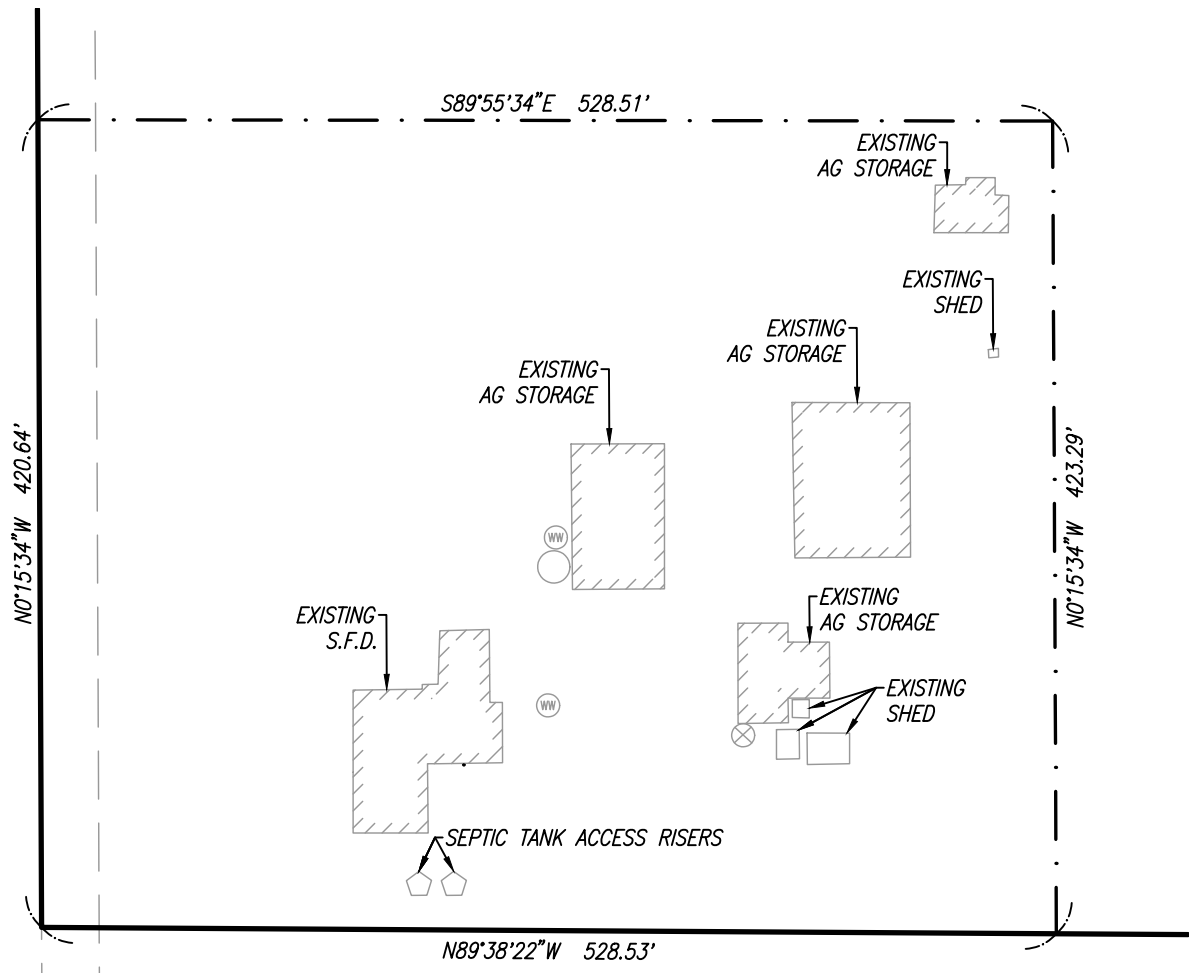 S89°55'34"E 528.51'
EXISTING
AG STORAGE
EXISTING
SHED
EXISTING
AG STORAGE
EXISTING
AG STORAGE
N0°15'34"W 420.64'
N0°15'34"W 423.29'
WW
EXISTING
S.F.D.
EXISTING
AG STORAGE
WW
EXISTING
SHED
SEPTIC TANK ACCESS RISERS
N89°38'22"W 528.53'